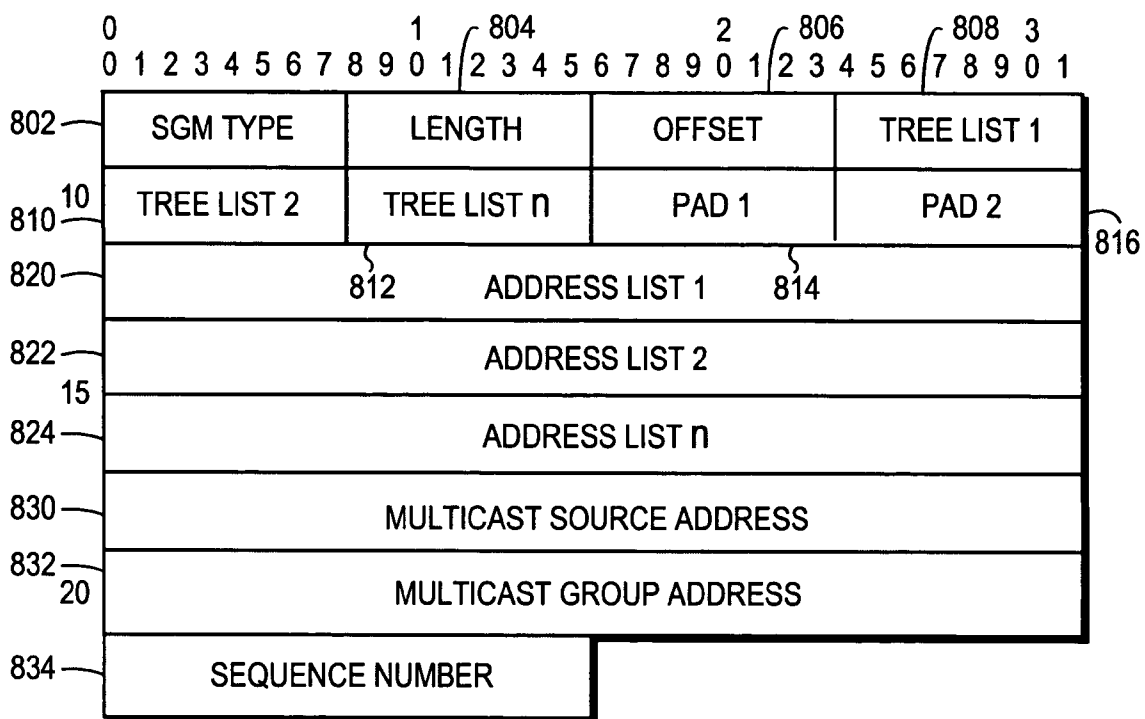 0 1 804 2 806 808 3
0 1 2 3 4 5 6 7 8 9 0 1 2 3 4 5 6 7 8 9 0 1 2 3 4 5 6 7 8 9 0 1
802 SGM TYPE LENGTH OFFSET TREE LIST 1
10
810 TREE LIST 2 TREE LIST n PAD 1 PAD 2 816
820 812 ADDRESS LIST 1 814
822 ADDRESS LIST 2
15
824 ADDRESS LIST n
830 MULTICAST SOURCE ADDRESS
832
20 MULTICAST GROUP ADDRESS
834 SEQUENCE NUMBER